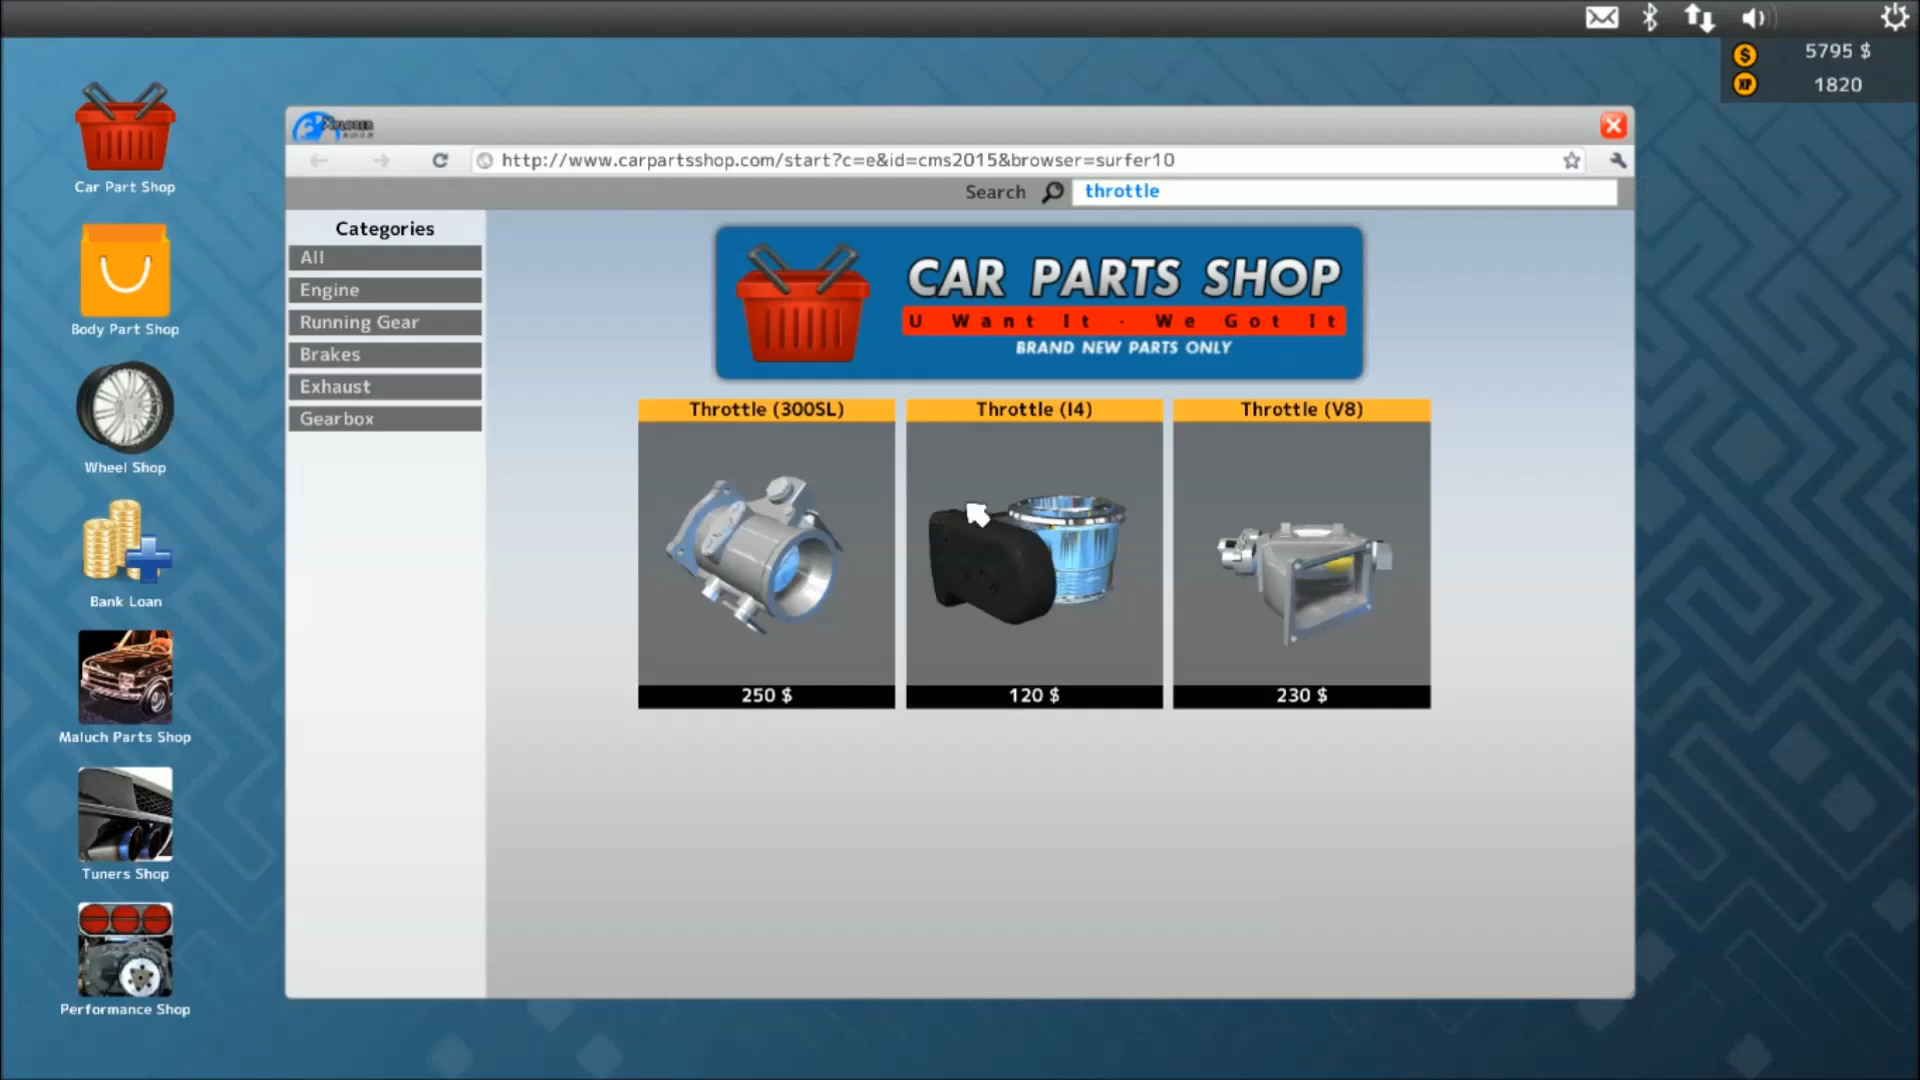 5795 $
XP
1820
Car Part Shop
Body Part Shop
Wheel Shop
Bank Loan
Maluch Parts Shop
Tuners Shop
Performance Shop
XPLORER
http://www.carpartsshop.com/start?c=e&id=cms2015&browser=surfer10
Search
throttle
Categories
All
Engine
Running Gear
Brakes
Exhaust
Gearbox
CAR PARTS SHOP
U Want It - We Got It
BRAND NEW PARTS ONLY
Throttle (300SL)
250 $
Throttle (I4)
120 $
Throttle (V8)
230 $